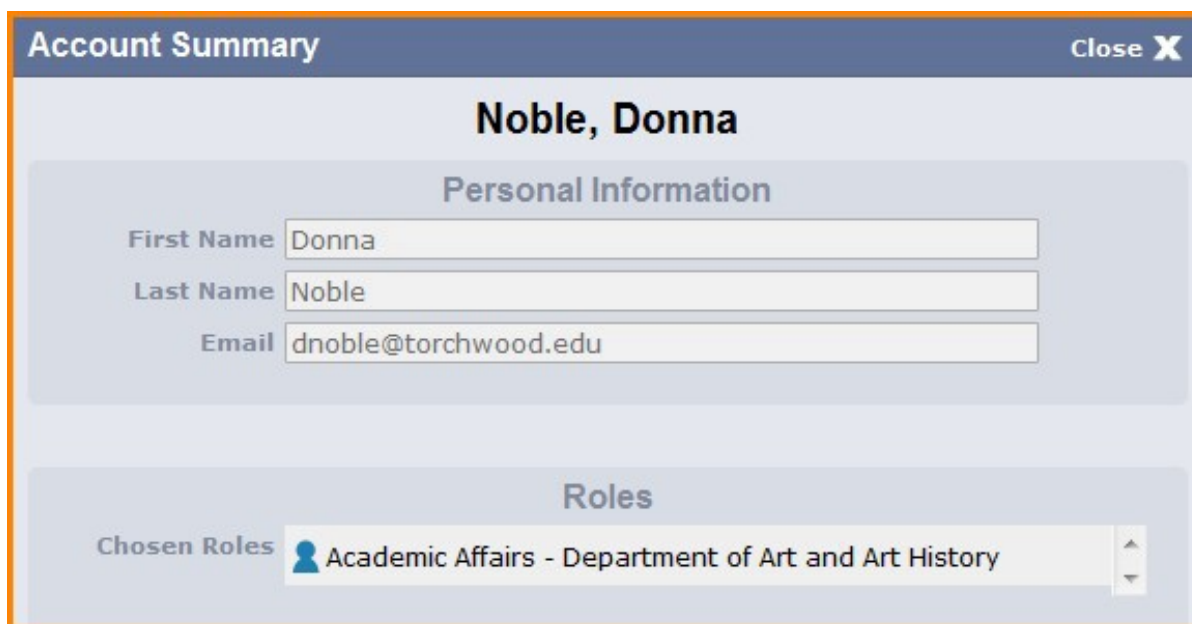 Account Summary
Close X
Noble, Donna
Personal Information
First Name Donna
Last Name Noble
Email dnoble@torchwood.edu
Roles
Chosen Roles Academic Affairs - Department of Art and Art History